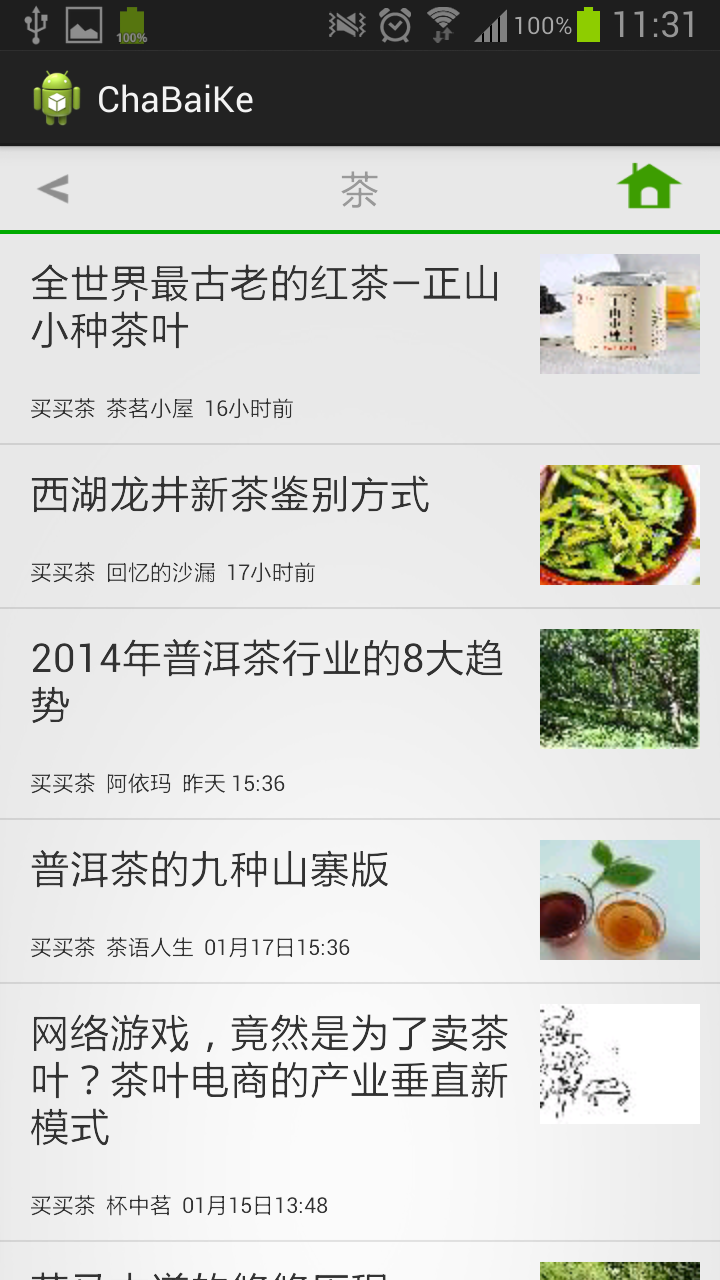 100%
100%
11:31
ChaBaiKe
茶
全世界最古老的红茶—正山
小种茶叶
买买茶 茶茗小屋 16小时前
西湖龙井新茶鉴别方式
买买茶 回忆的沙漏 17小时前
2014年普洱茶行业的8大趋
势
买买茶 阿依玛 昨天 15:36
普洱茶的九种山寨版
买买茶 茶语人生 01月17日15:36
网络游戏，竟然是为了卖茶
叶？茶叶电商的产业垂直新
模式
买买茶 杯中茗 01月15日13:48